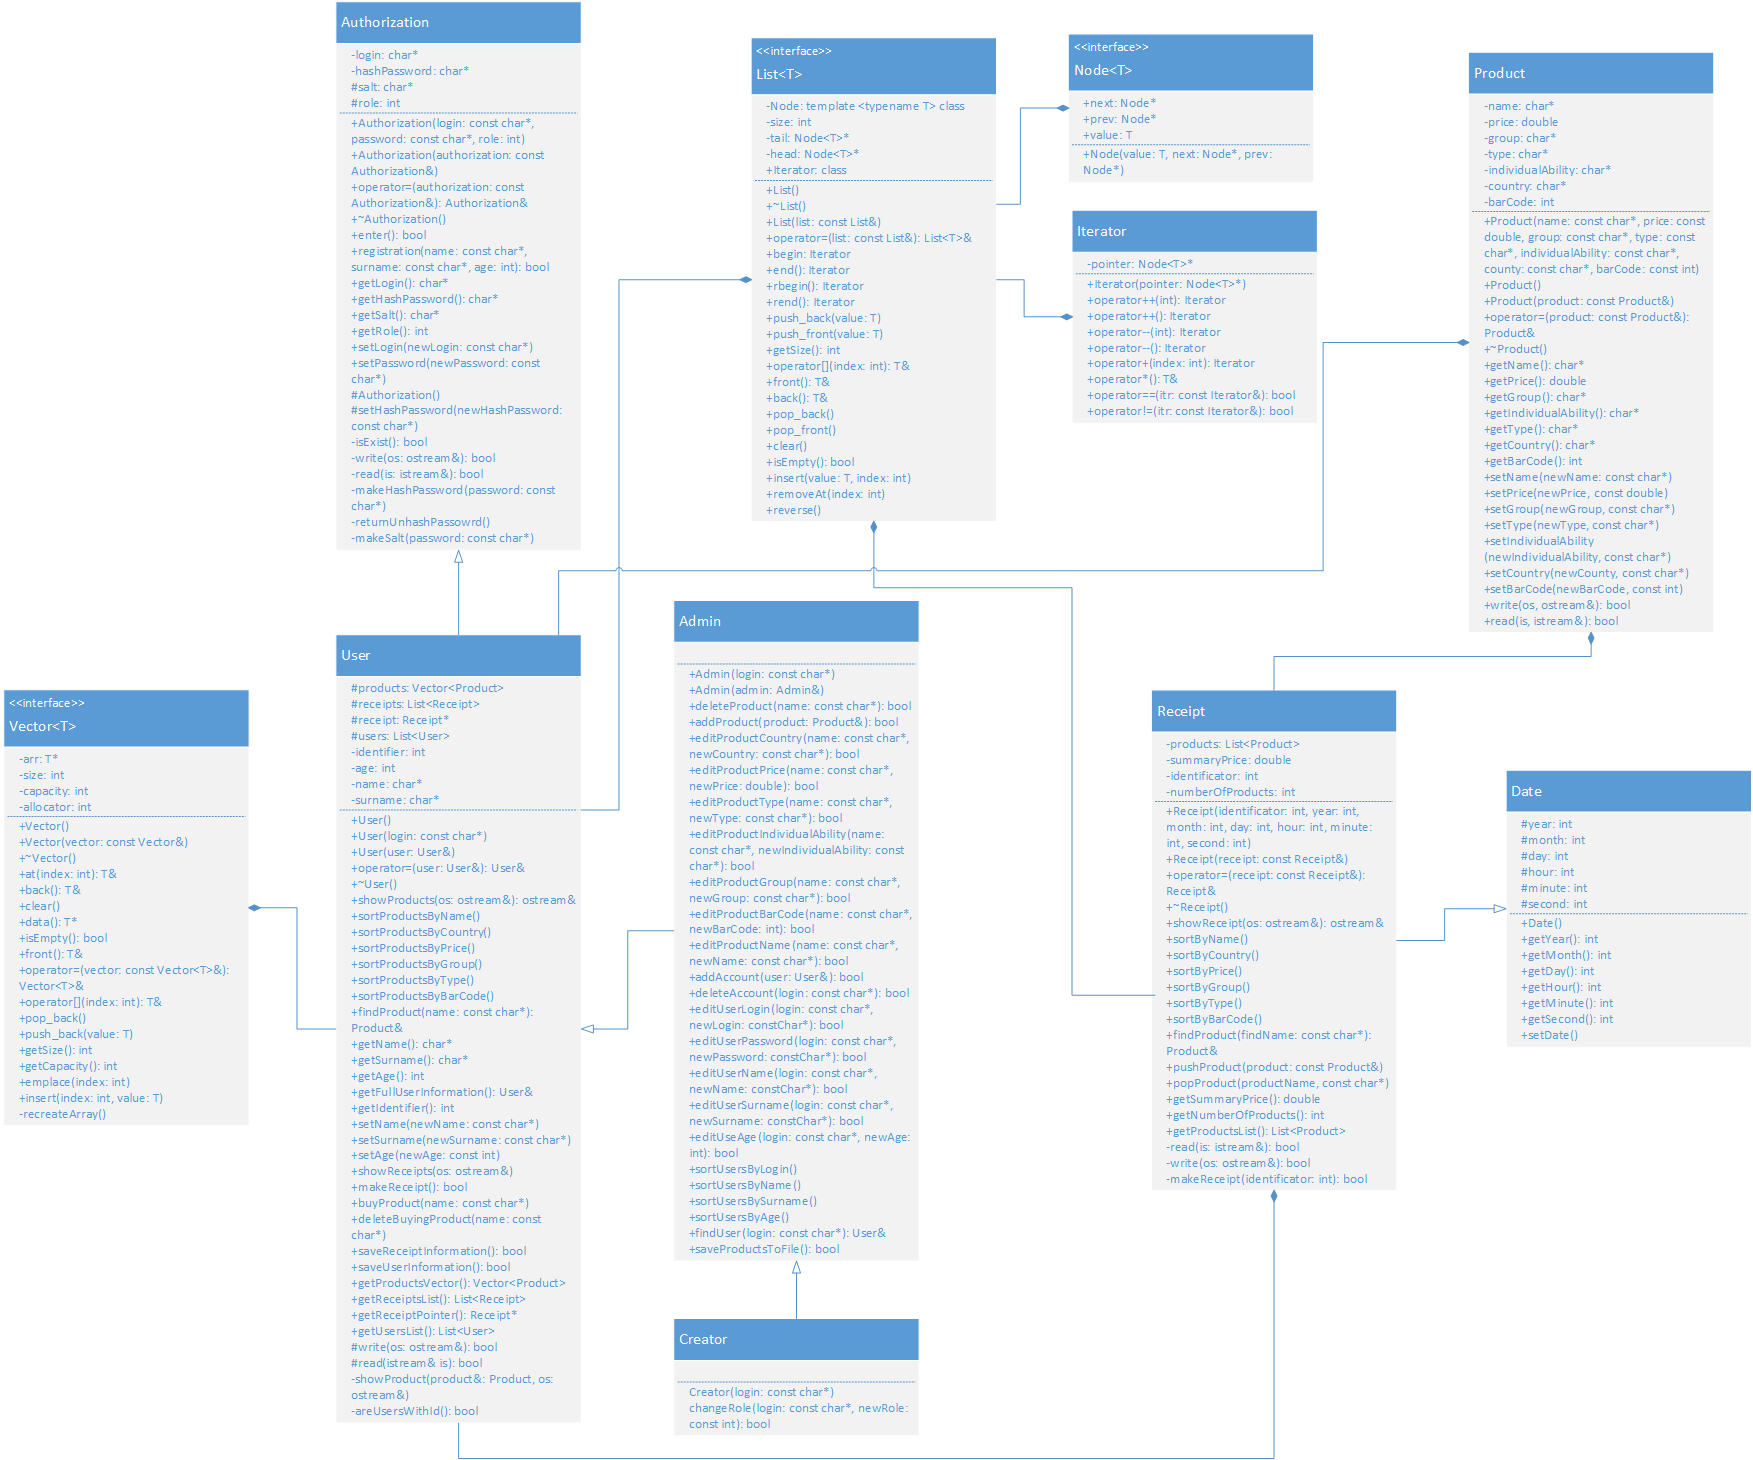 Authorization
-login: char*
-hashPassword: char*
#salt: char*
#role: int
+Authorization(login: const char*,
password: const char*, role: int)
+Authorization(authorization: const
Authorization&)
+operator=(authorization: const
Authorization&): Authorization&
+~Authorization()
+enter(): bool
+registration(name: const char*,
surname: const char*, age: int): bool
+getLogin(): char*
+getHashPassword(): char*
+getSalt(): char*
+getRole(): int
+setLogin(newLogin: const char*)
+setPassword(newPassword: const
char*)
#Authorization()
#setHashPassword(newHashPassword:
const char*)
-isExist(): bool
-write(os: ostream&): bool
-read(is: istream&): bool
-makeHashPassword(password: const
char*)
-returnUnhashPassowrd()
-makeSalt(password: const char*)
<<interface>>
List<T>
-Node: template <typename T> class
-size: int
-tail: Node<T>*
-head: Node<T>*
+Iterator: class
+List()
+~List()
+List(list: const List&)
+operator=(list: const List&): List<T>&
+begin: Iterator
+end(): Iterator
+rbegin(): Iterator
+rend(): Iterator
+push_back(value: T)
+push_front(value: T)
+getSize(): int
+operator[](index: int): T&
+front(): T&
+back(): T&
+pop_back()
+pop_front()
+clear()
+isEmpty(): bool
+insert(value: T, index: int)
+removeAt(index: int)
+reverse()
<<interface>>
Node<T>
+next: Node*
+prev: Node*
+value: T
+Node(value: T, next: Node*, prev:
Node*)
Iterator
-pointer: Node<T>*
+Iterator(pointer: Node<T>*)
+operator++(int): Iterator
+operator++(): Iterator
+operator--(int): Iterator
+operator--(): Iterator
+operator+(index: int): Iterator
+operator*(): T&
+operator==(itr: const Iterator&): bool
+operator!=(itr: const Iterator&): bool
Product
-name: char*
-price: double
-group: char*
-type: char*
-individualAbility: char*
-country: char*
-barCode: int
+Product(name: const char*, price: const
double, group: const char*, type: const
char*, individualAbility: const char*,
county: const char*, barCode: const int)
+Product()
+Product(product: const Product&)
+operator=(product: const Product&):
Product&
+~Product()
+getName(): char*
+getPrice(): double
+getGroup(): char*
+getIndividualAbility(): char*
+getType(): char*
+getCountry(): char*
+getBarCode(): int
+setName(newName: const char*)
+setPrice(newPrice, const double)
+setGroup(newGroup, const char*)
+setType(newType, const char*)
+setIndividualAbility
(newIndividualAbility, const char*)
+setCountry(newCounty, const char*)
+setBarCode(newBarCode, const int)
+write(os, ostream&): bool
+read(is, istream&): bool
<<interface>>
Vector<T>
-arr: T*
-size: int
-capacity: int
-allocator: int
+Vector()
+Vector(vector: const Vector&)
+~Vector()
+at(index: int): T&
+back(): T&
+clear()
+data(): T*
+isEmpty(): bool
+front(): T&
+operator=(vector: const Vector<T>&):
Vector<T>&
+operator[](index: int): T&
+pop_back()
+push_back(value: T)
+getSize(): int
+getCapacity(): int
+emplace(index: int)
+insert(index: int, value: T)
-recreateArray()
User
#products: Vector<Product>
#receipts: List<Receipt>
#receipt: Receipt*
#users: List<User>
-identifier: int
-age: int
-name: char*
-surname: char*
+User()
+User(login: const char*)
+User(user: User&)
+operator=(user: User&): User&
+~User()
+showProducts(os: ostream&): ostream&
+sortProductsByName()
+sortProductsByCountry()
+sortProductsByPrice()
+sortProductsByGroup()
+sortProductsByType()
+sortProductsByBarCode()
+findProduct(name: const char*):
Product&
+getName(): char*
+getSurname(): char*
+getAge(): int
+getFullUserInformation(): User&
+getIdentifier(): int
+setName(newName: const char*)
+setSurname(newSurname: const char*)
+setAge(newAge: const int)
+showReceipts(os: ostream&)
+makeReceipt(): bool
+buyProduct(name: const char*)
+deleteBuyingProduct(name: const
char*)
+saveReceiptInformation(): bool
+saveUserInformation(): bool
+getProductsVector(): Vector<Product>
+getReceiptsList(): List<Receipt>
+getReceiptPointer(): Receipt*
+getUsersList(): List<User>
#write(os: ostream&): bool
#read(istream& is): bool
-showProduct(product&: Product, os:
ostream&)
-areUsersWithId(): bool
Admin
+Admin(login: const char*)
+Admin(admin: Admin&)
+deleteProduct(name: const char*): bool
+addProduct(product: Product&): bool
+editProductCountry(name: const char*,
newCountry: const char*): bool
+editProductPrice(name: const char*,
newPrice: double): bool
+editProductType(name: const char*,
newType: const char*): bool
+editProductIndividualAbility(name:
const char*, newIndividualAbility: const
char*): bool
+editProductGroup(name: const char*,
newGroup: const char*): bool
+editProductBarCode(name: const char*,
newBarCode: int): bool
+editProductName(name: const char*,
newName: const char*): bool
+addAccount(user: User&): bool
+deleteAccount(login: const char*): bool
+editUserLogin(login: const char*,
newLogin: constChar*): bool
+editUserPassword(login: const char*,
newPassword: constChar*): bool
+editUserName(login: const char*,
newName: constChar*): bool
+editUserSurname(login: const char*,
newSurname: constChar*): bool
+editUseAge(login: const char*, newAge:
int): bool
+sortUsersByLogin()
+sortUsersByName()
+sortUsersBySurname()
+sortUsersByAge()
+findUser(login: const char*): User&
+saveProductsToFile(): bool
Creator
Creator(login: const char*)
changeRole(login: const char*, newRole:
const int): bool
Receipt
-products: List<Product>
-summaryPrice: double
-identificator: int
-numberOfProducts: int
+Receipt(identificator: int, year: int,
month: int, day: int, hour: int, minute:
int, second: int)
+Receipt(receipt: const Receipt&)
+operator=(receipt: const Receipt&):
Receipt&
+~Receipt()
+showReceipt(os: ostream&): ostream&
+sortByName()
+sortByCountry()
+sortByPrice()
+sortByGroup()
+sortByType()
+sortByBarCode()
+findProduct(findName: const char*):
Product&
+pushProduct(product: const Product&)
+popProduct(productName, const char*)
+getSummaryPrice(): double
+getNumberOfProducts(): int
+getProductsList(): List<Product>
-read(is: istream&): bool
-write(os: ostream&): bool
-makeReceipt(identificator: int): bool
Date
#year: int
#month: int
#day: int
#hour: int
#minute: int
#second: int
+Date()
+getYear(): int
+getMonth(): int
+getDay(): int
+getHour(): int
+getMinute(): int
+getSecond(): int
+setDate()